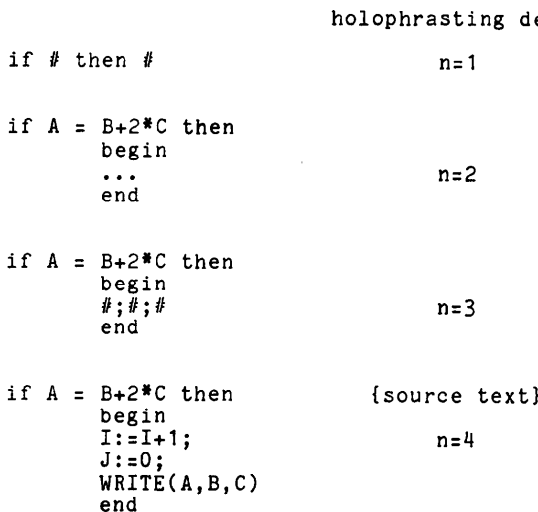 holophrasting de
if # then # n=1
if A = B+2*C then
begin
... n=2
end
if A = B+2*C then
begin
#;#;# n=3
end
if A = B+2*C then {source text}
begin
I:=I+1; n=4
J:=0;
WRITE(A,B,C)
end